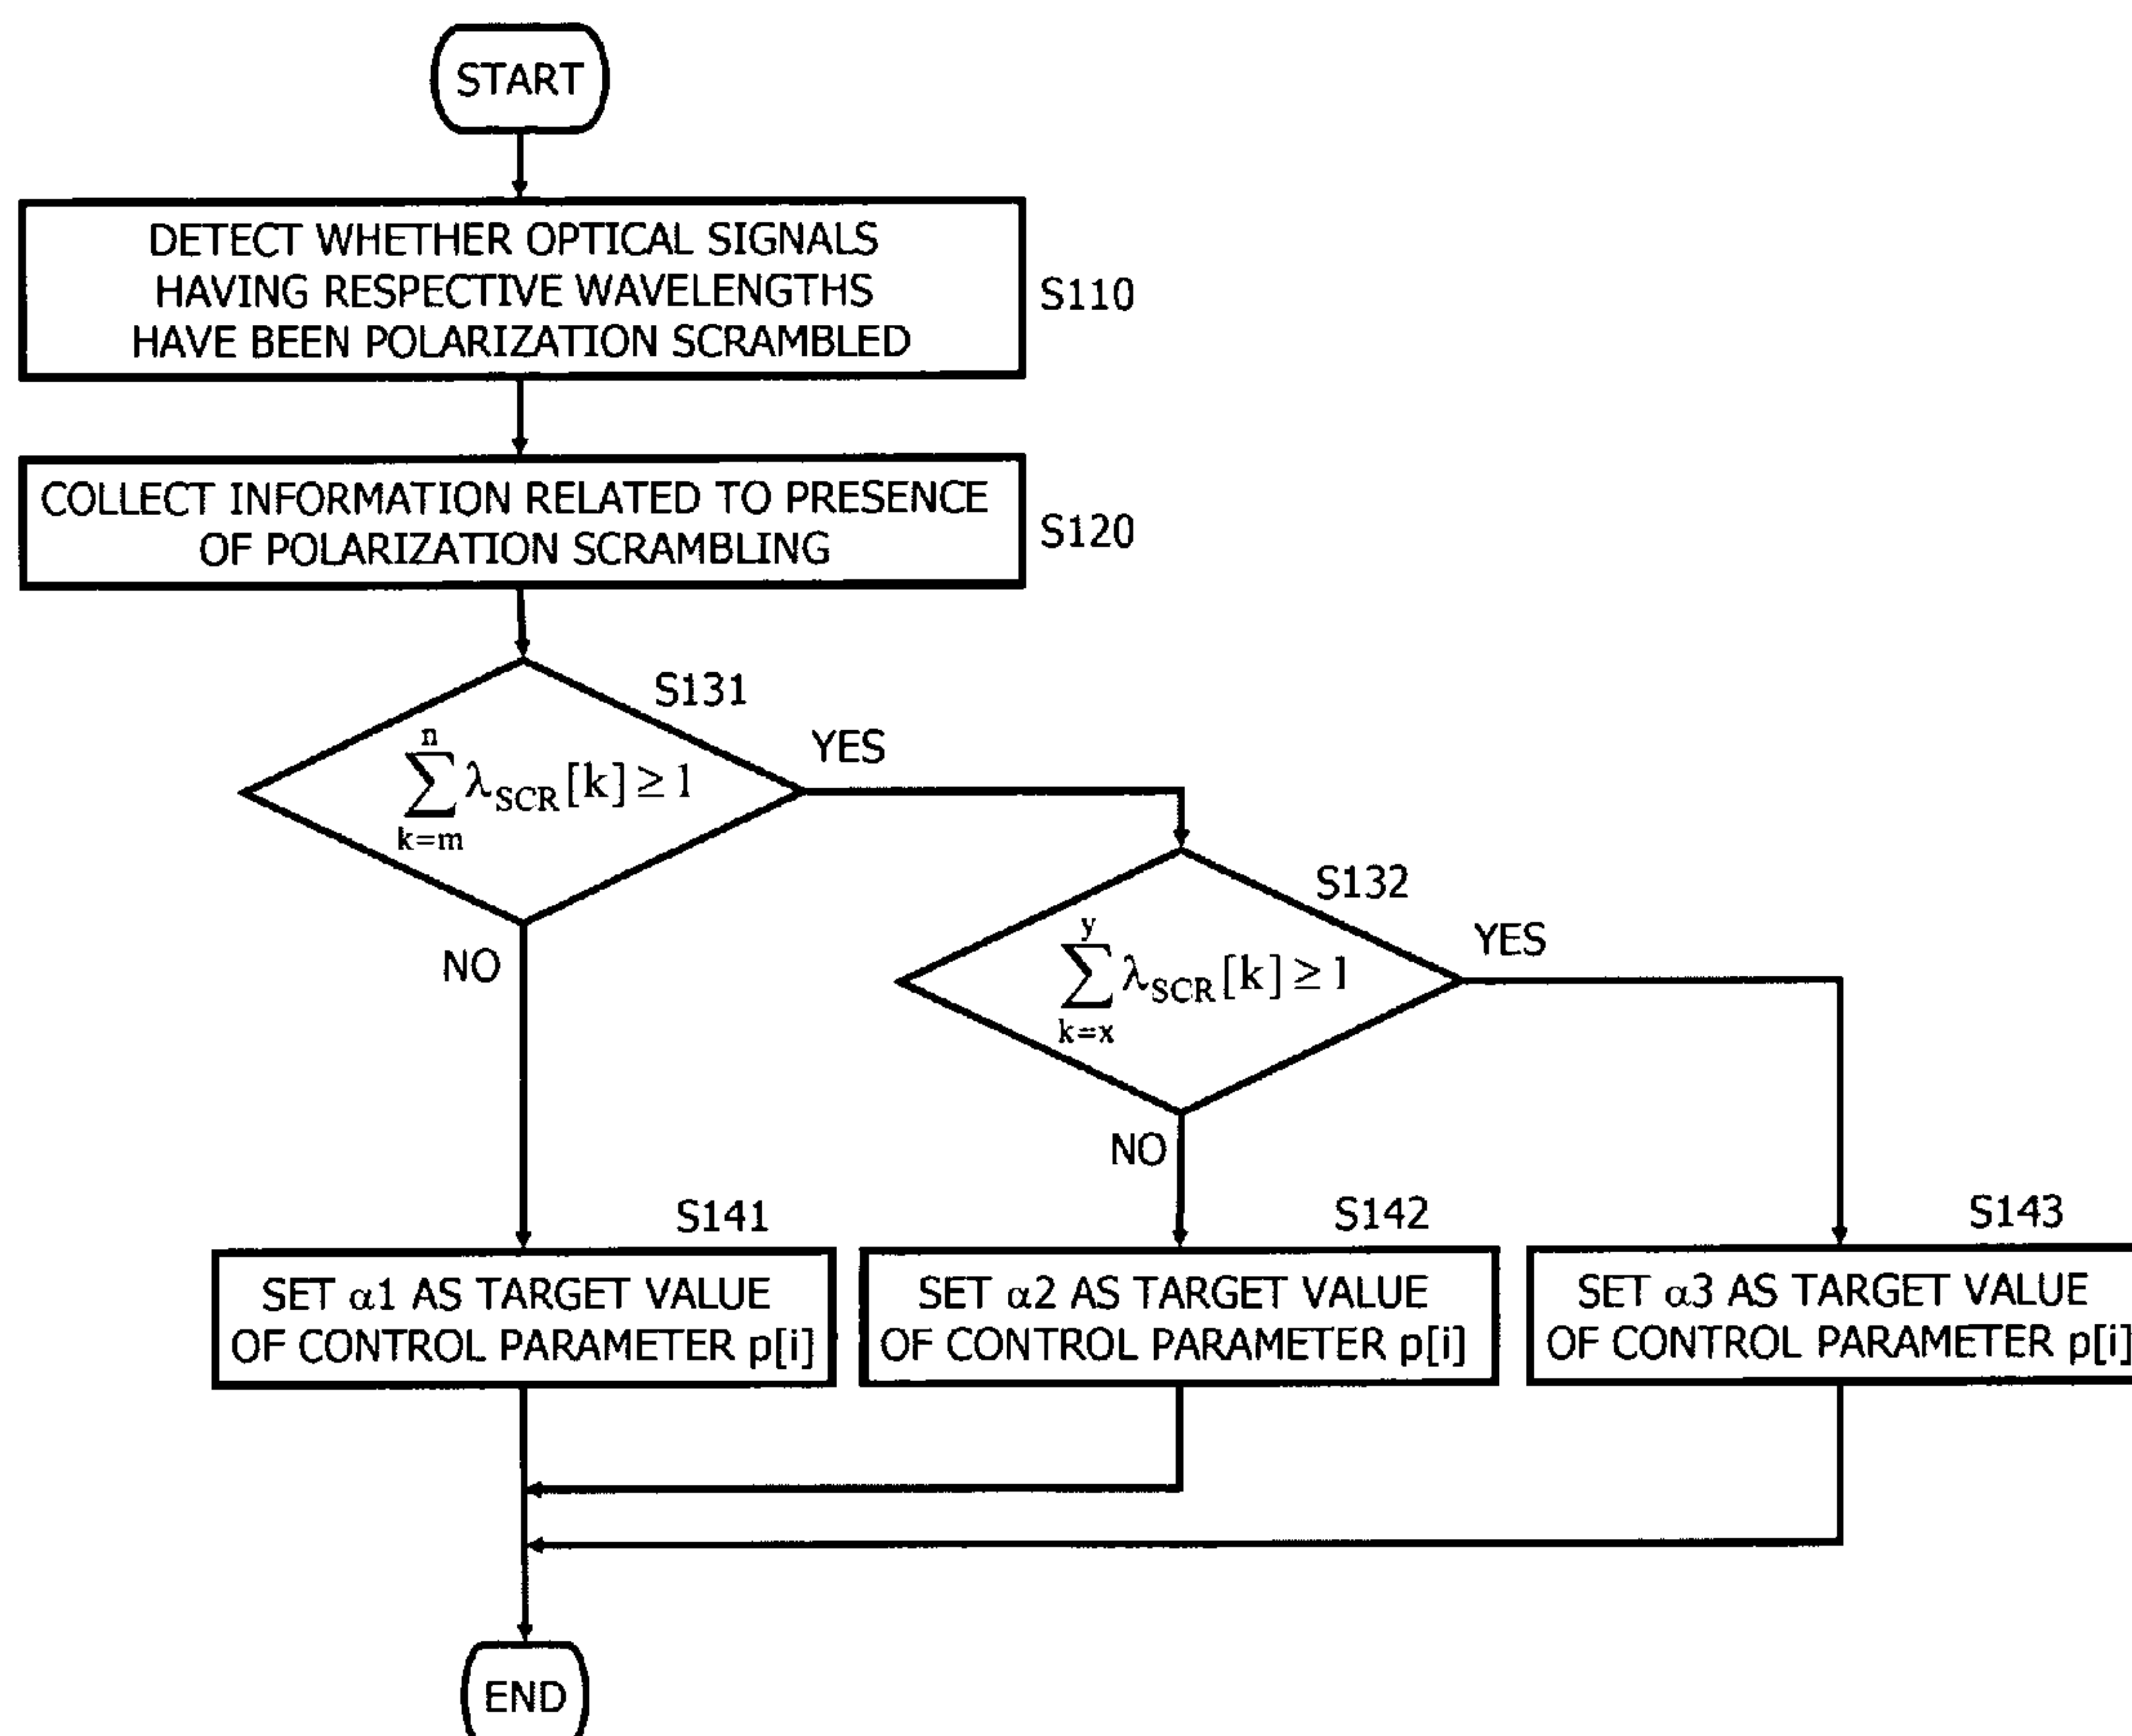 START
DETECT WHETHER OPTICAL SIGNALS
HAVING RESPECTIVE WAVELENGTHS
HAVE BEEN POLARIZATION SCRAMBLED
S110
COLLECT INFORMATION RELATED TO PRESENCE
OF POLARIZATION SCRAMBLING
S120
S131
n
∑ λSCR[k] ≥ 1
k=m
YES
NO
S132
y
∑ λSCR[k] ≥ 1
k=x
YES
NO
S141
SET α1 AS TARGET VALUE
OF CONTROL PARAMETER p[i]
S142
SET α2 AS TARGET VALUE
OF CONTROL PARAMETER p[i]
S143
SET α3 AS TARGET VALUE
OF CONTROL PARAMETER p[i]
END